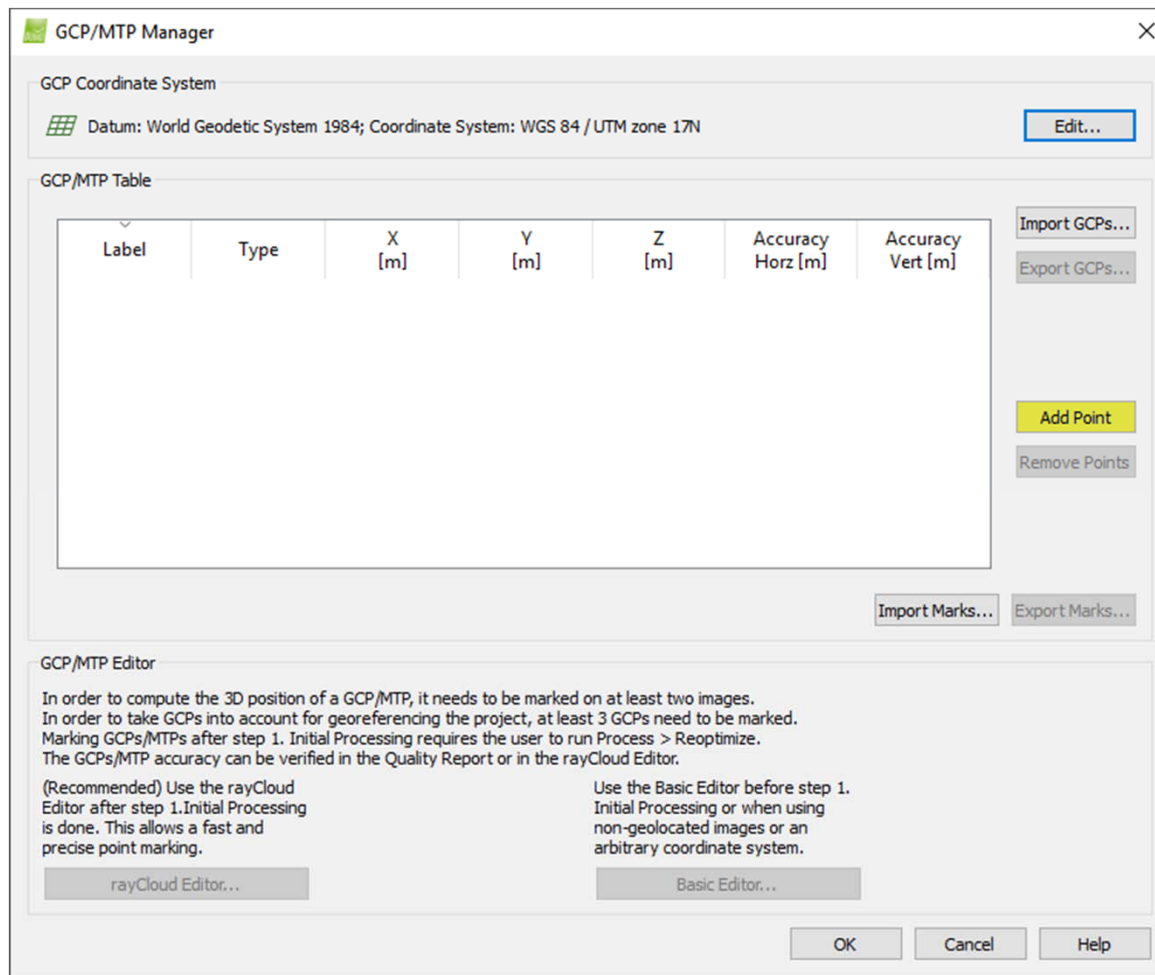 GCP/MTP Manager
GCP Coordinate System
Datum: World Geodetic System 1984; Coordinate System: WGS 84 / UTM zone 17N
Edit...
GCP/MTP Table
Label
Type
X
[m]
Y
[m]
Z
[m]
Accuracy
Horz [m]
Accuracy
Vert [m]
Import GCPs...
Export GCPs...
Add Point
Remove Points
Import Marks...
Export Marks...
GCP/MTP Editor
In order to compute the 3D position of a GCP/MTP, it needs to be marked on at least two images.
In order to take GCPs into account for georeferencing the project, at least 3 GCPs need to be marked.
Marking GCPs/MTPs after step 1. Initial Processing requires the user to run Process > Reoptimize.
The GCPs/MTP accuracy can be verified in the Quality Report or in the rayCloud Editor.
(Recommended) Use the rayCloud
Editor after step 1.Initial Processing
is done. This allows a fast and
precise point marking.
rayCloud Editor...
Use the Basic Editor before step 1.
Initial Processing or when using
non-geolocated images or an
arbitrary coordinate system.
Basic Editor...
OK
Cancel
Help